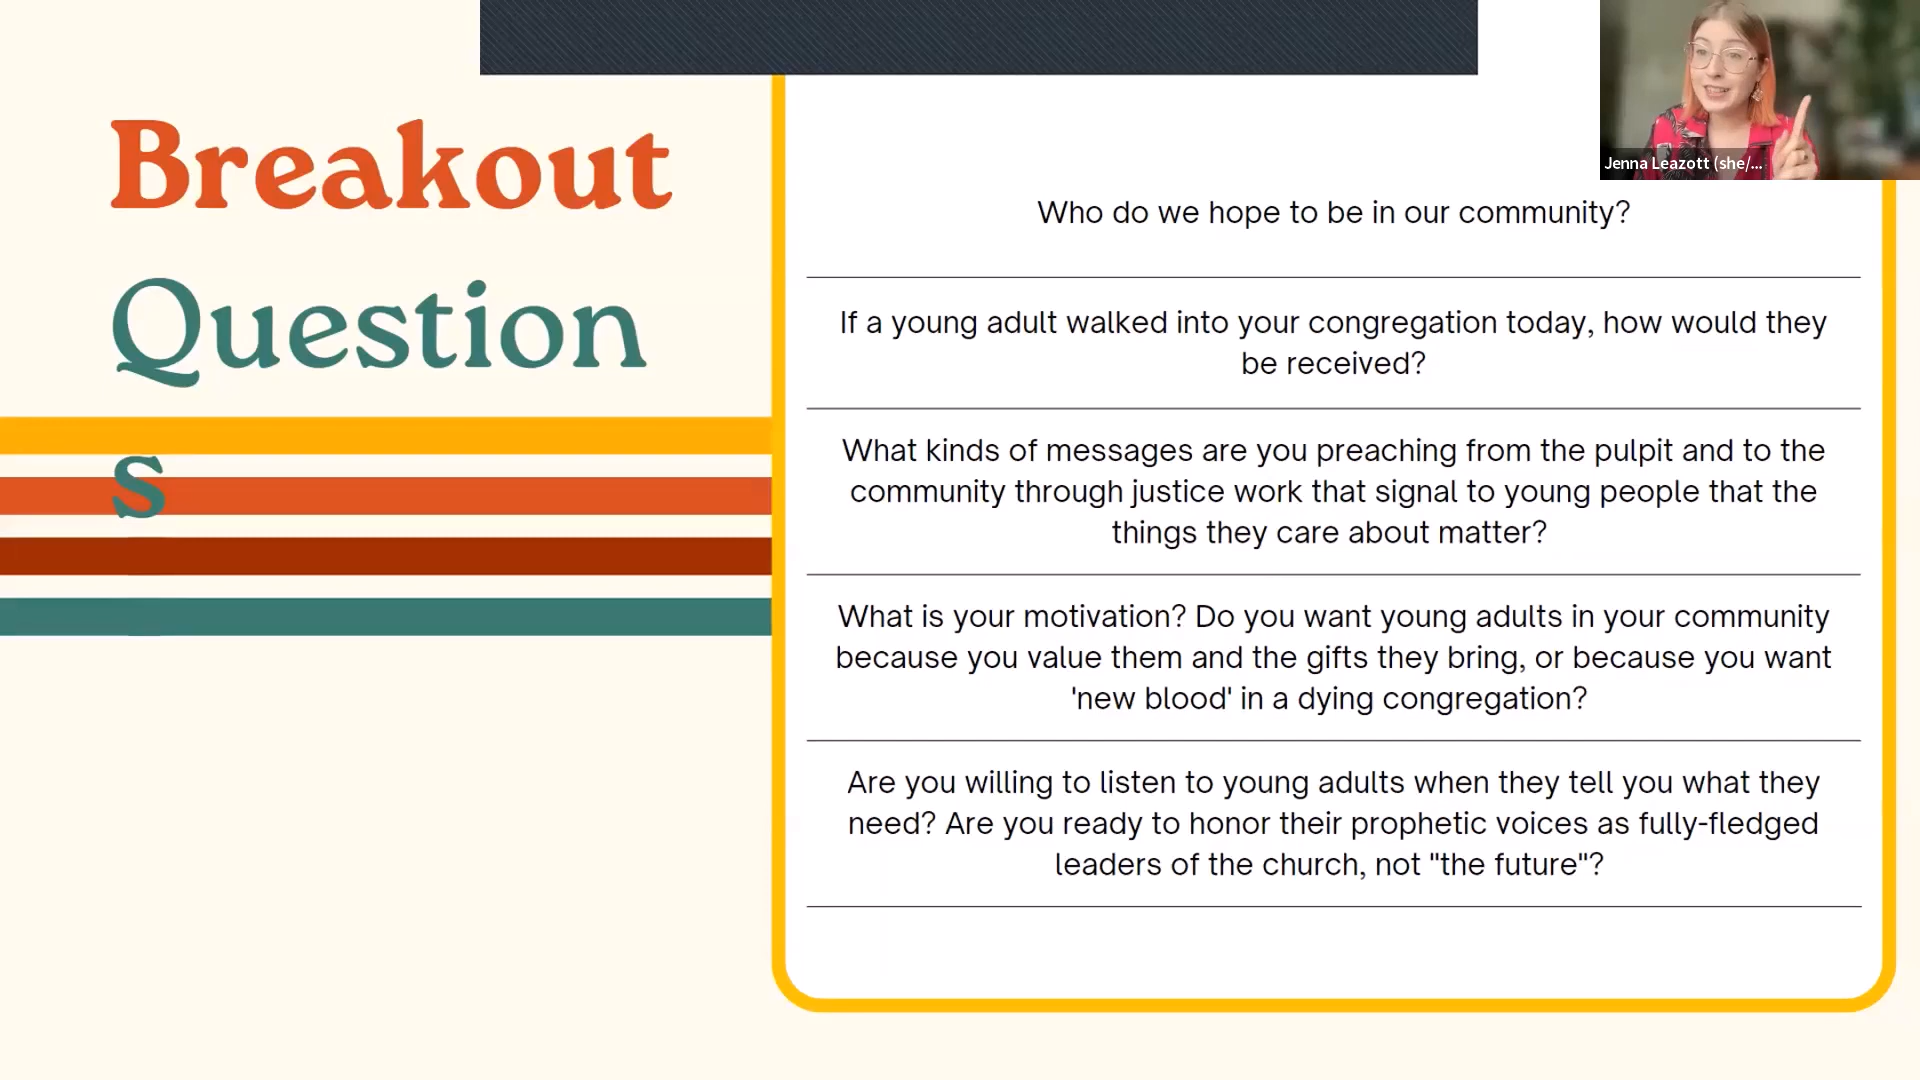 Breakout
Question
s
Jenna Leazott (she/...
Who do we hope to be in our community?
If a young adult walked into your congregation today, how would they
be received?
What kinds of messages are you preaching from the pulpit and to the
community through justice work that signal to young people that the
things they care about matter?
What is your motivation? Do you want young adults in your community
because you value them and the gifts they bring, or because you want
'new blood' in a dying congregation?
Are you willing to listen to young adults when they tell you what they
need? Are you ready to honor their prophetic voices as fully-fledged
leaders of the church, not "the future"?